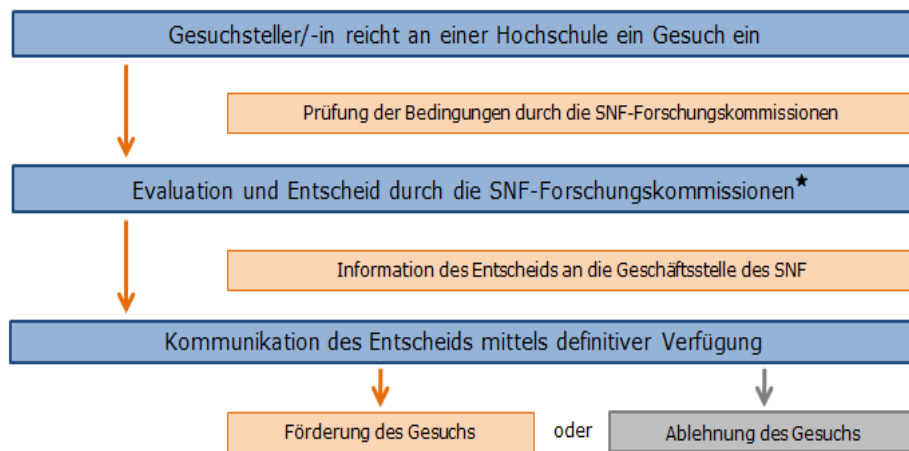 Gesuchsteller/-in reicht an einer Hochschule ein Gesuch ein
Prüfung der Bedingungen durch die SNF-Forschungskommissionen
Evaluation und Entscheid durch die SNF-Forschungskommissionen★
Information des Entscheids an die Geschäftsstelle des SNF
Kommunikation des Entscheids mittels definitiver Verfügung
Förderung des Gesuchs oder Ablehnung des Gesuchs